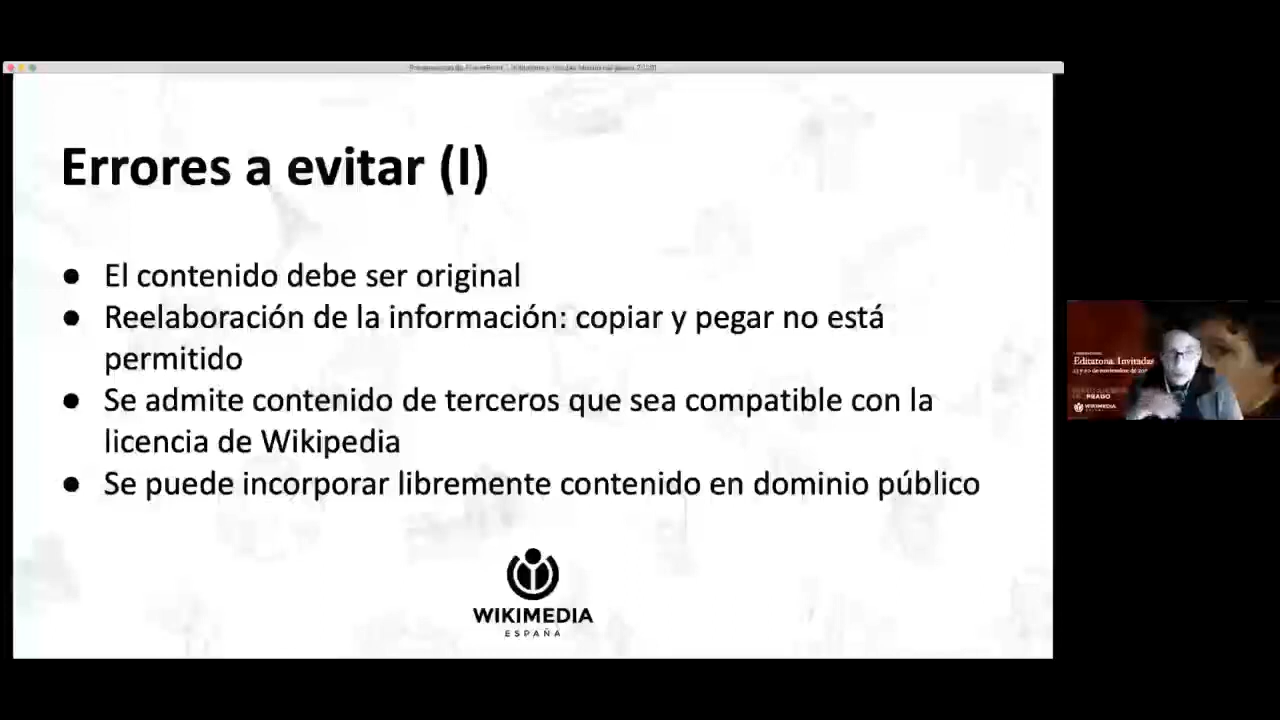 Errores a evitar (I)
● El contenido debe ser original
● Reelaboración de la información: copiar y pegar no está
permitido
● Se admite contenido de terceros que sea compatible con la
licencia de Wikipedia
● Se puede incorporar libremente contenido en dominio público
WIKIMEDIA
ESPAÑA
Editatona. Invitadas
PRADO
WIKIMEDIA